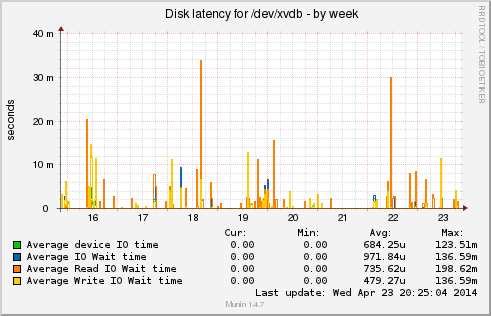 Disk latency for /dev/xvdb - by week
RRDTOOL / TOBI OETIKER
seconds
40 m
30 m
20 m
10 m
0
16 17 18 19 20 21 22 23
Cur: Min: Avg: Max:
Average device IO time 0.00 0.00 684.25u 123.51m
Average IO Wait time 0.00 0.00 971.84u 136.59m
Average Read IO Wait time 0.00 0.00 735.62u 198.62m
Average Write IO Wait time 0.00 0.00 479.27u 136.59m
Last update: Wed Apr 23 20:25:04 2014
Munin 1.4.7